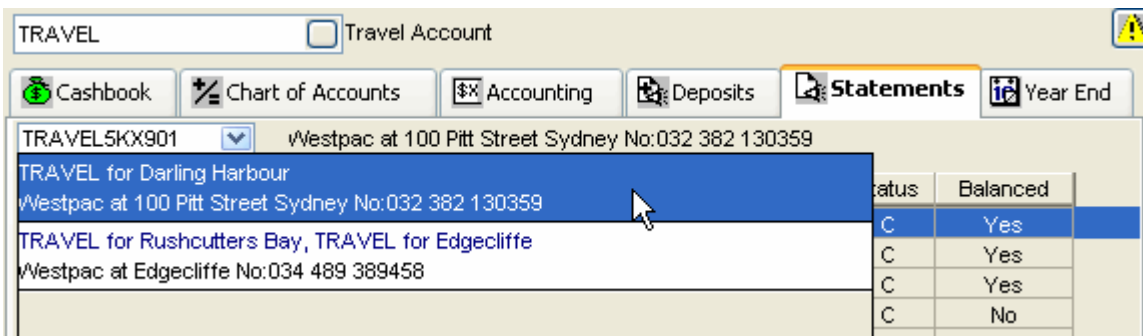 TRAVEL Travel Account
Cashbook Chart of Accounts Accounting Deposits Statements Year End
TRAVEL5KX901 Westpac at 100 Pitt Street Sydney No:032 382 130359
TRAVEL for Darling Harbour
Westpac at 100 Pitt Street Sydney No:032 382 130359
TRAVEL for Rushcutters Bay, TRAVEL for Edgecliffe
Westpac at Edgecliffe No:034 489 389458
tatus Balanced
C Yes
C Yes
C Yes
C No